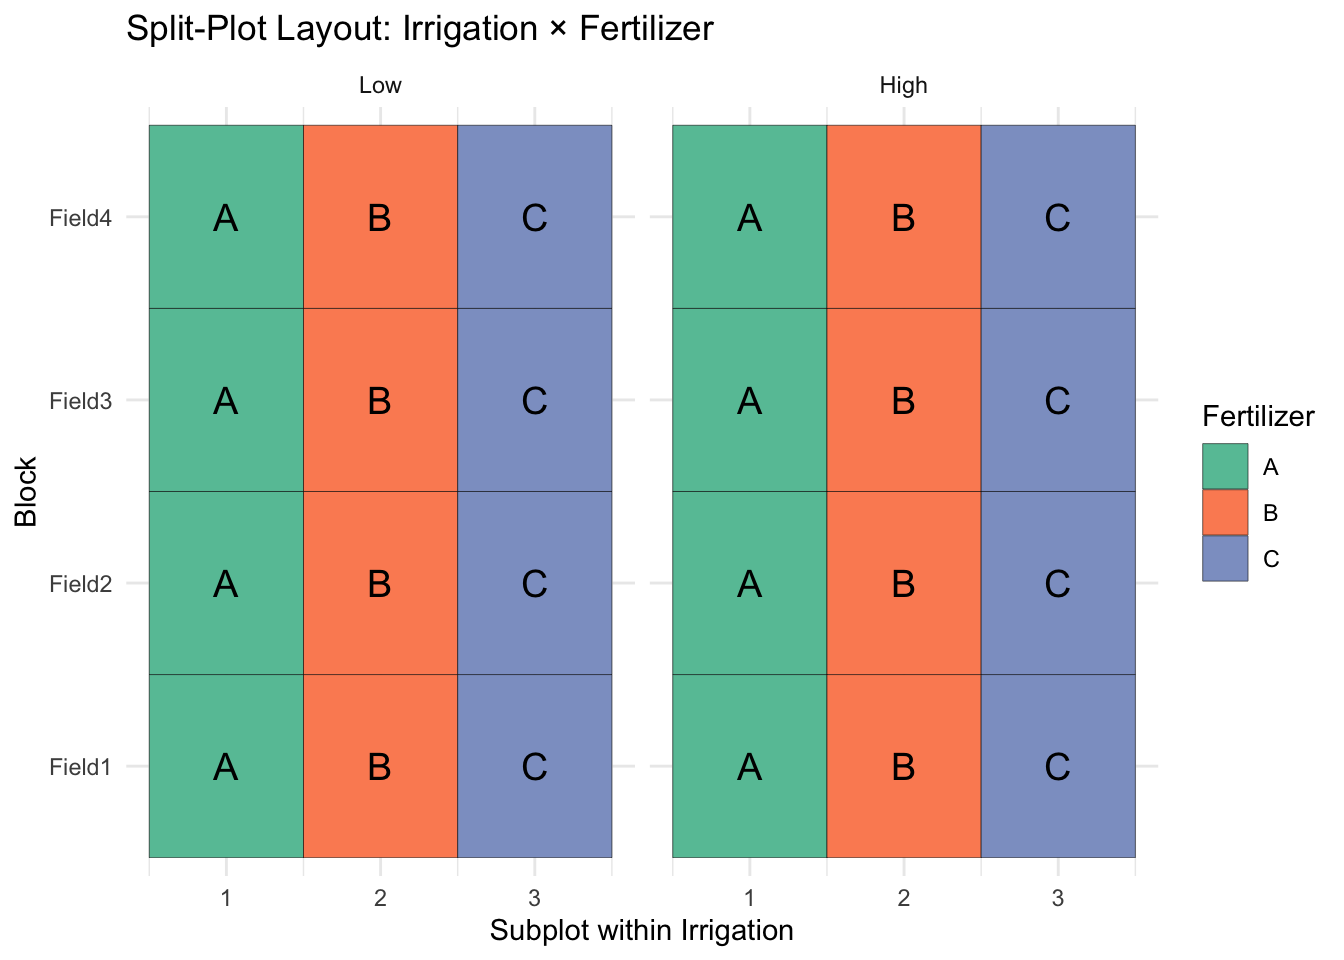 Split-Plot Layout: Irrigation × Fertilizer
Low High
Field4 A B C A B C
Field3 A B C A B C
Field2 A B C A B C
Field1 A B C A B C
1 2 3 1 2 3
Subplot within Irrigation
Block
Fertilizer
A
B
C